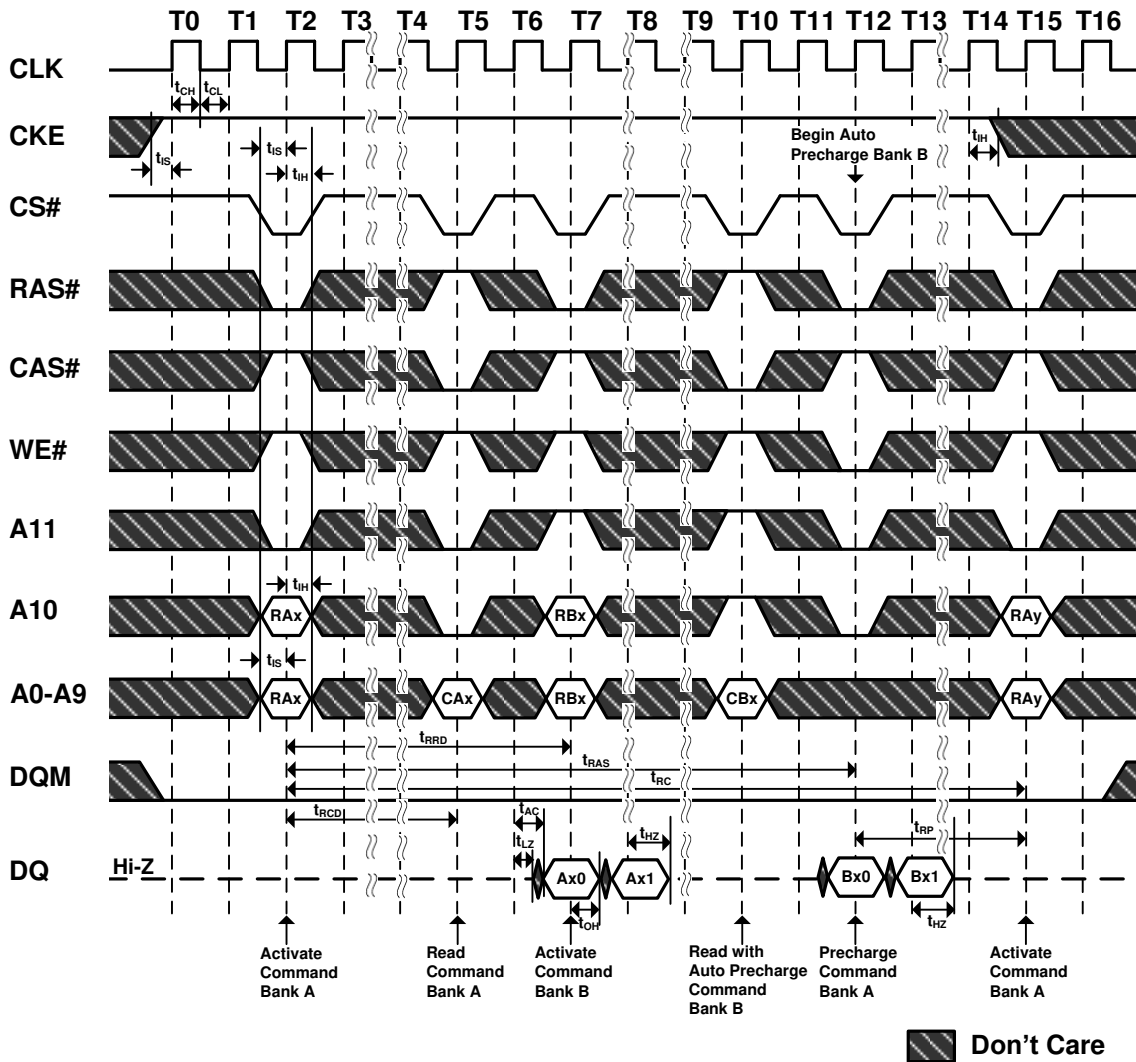 T0 T1 T2 T3 T4 T5 T6 T7 T8 T9 T10 T11 T12 T13 T14 T15 T16
CLK
tCH tCL
CKE
tIS
tIS
tIH
Begin Auto
Precharge Bank B
tIH
CS#
RAS#
CAS#
WE#
A11
tIH
A10
RAx RBx RAy
tIS
A0-A9
RAx CAx RBx CBx RAy
tRRD
tRAS
DQM
tRC
tRCD
tAC
tRP
tLZ
tHZ
DQ
Hi-Z
Ax0 Ax1 Bx0 Bx1
tOH
tHZ
Activate
Command
Bank A
Read
Command
Bank A
Activate
Command
Bank B
Read with
Auto Precharge
Command
Bank B
Precharge
Command
Bank A
Activate
Command
Bank A
Don't Care